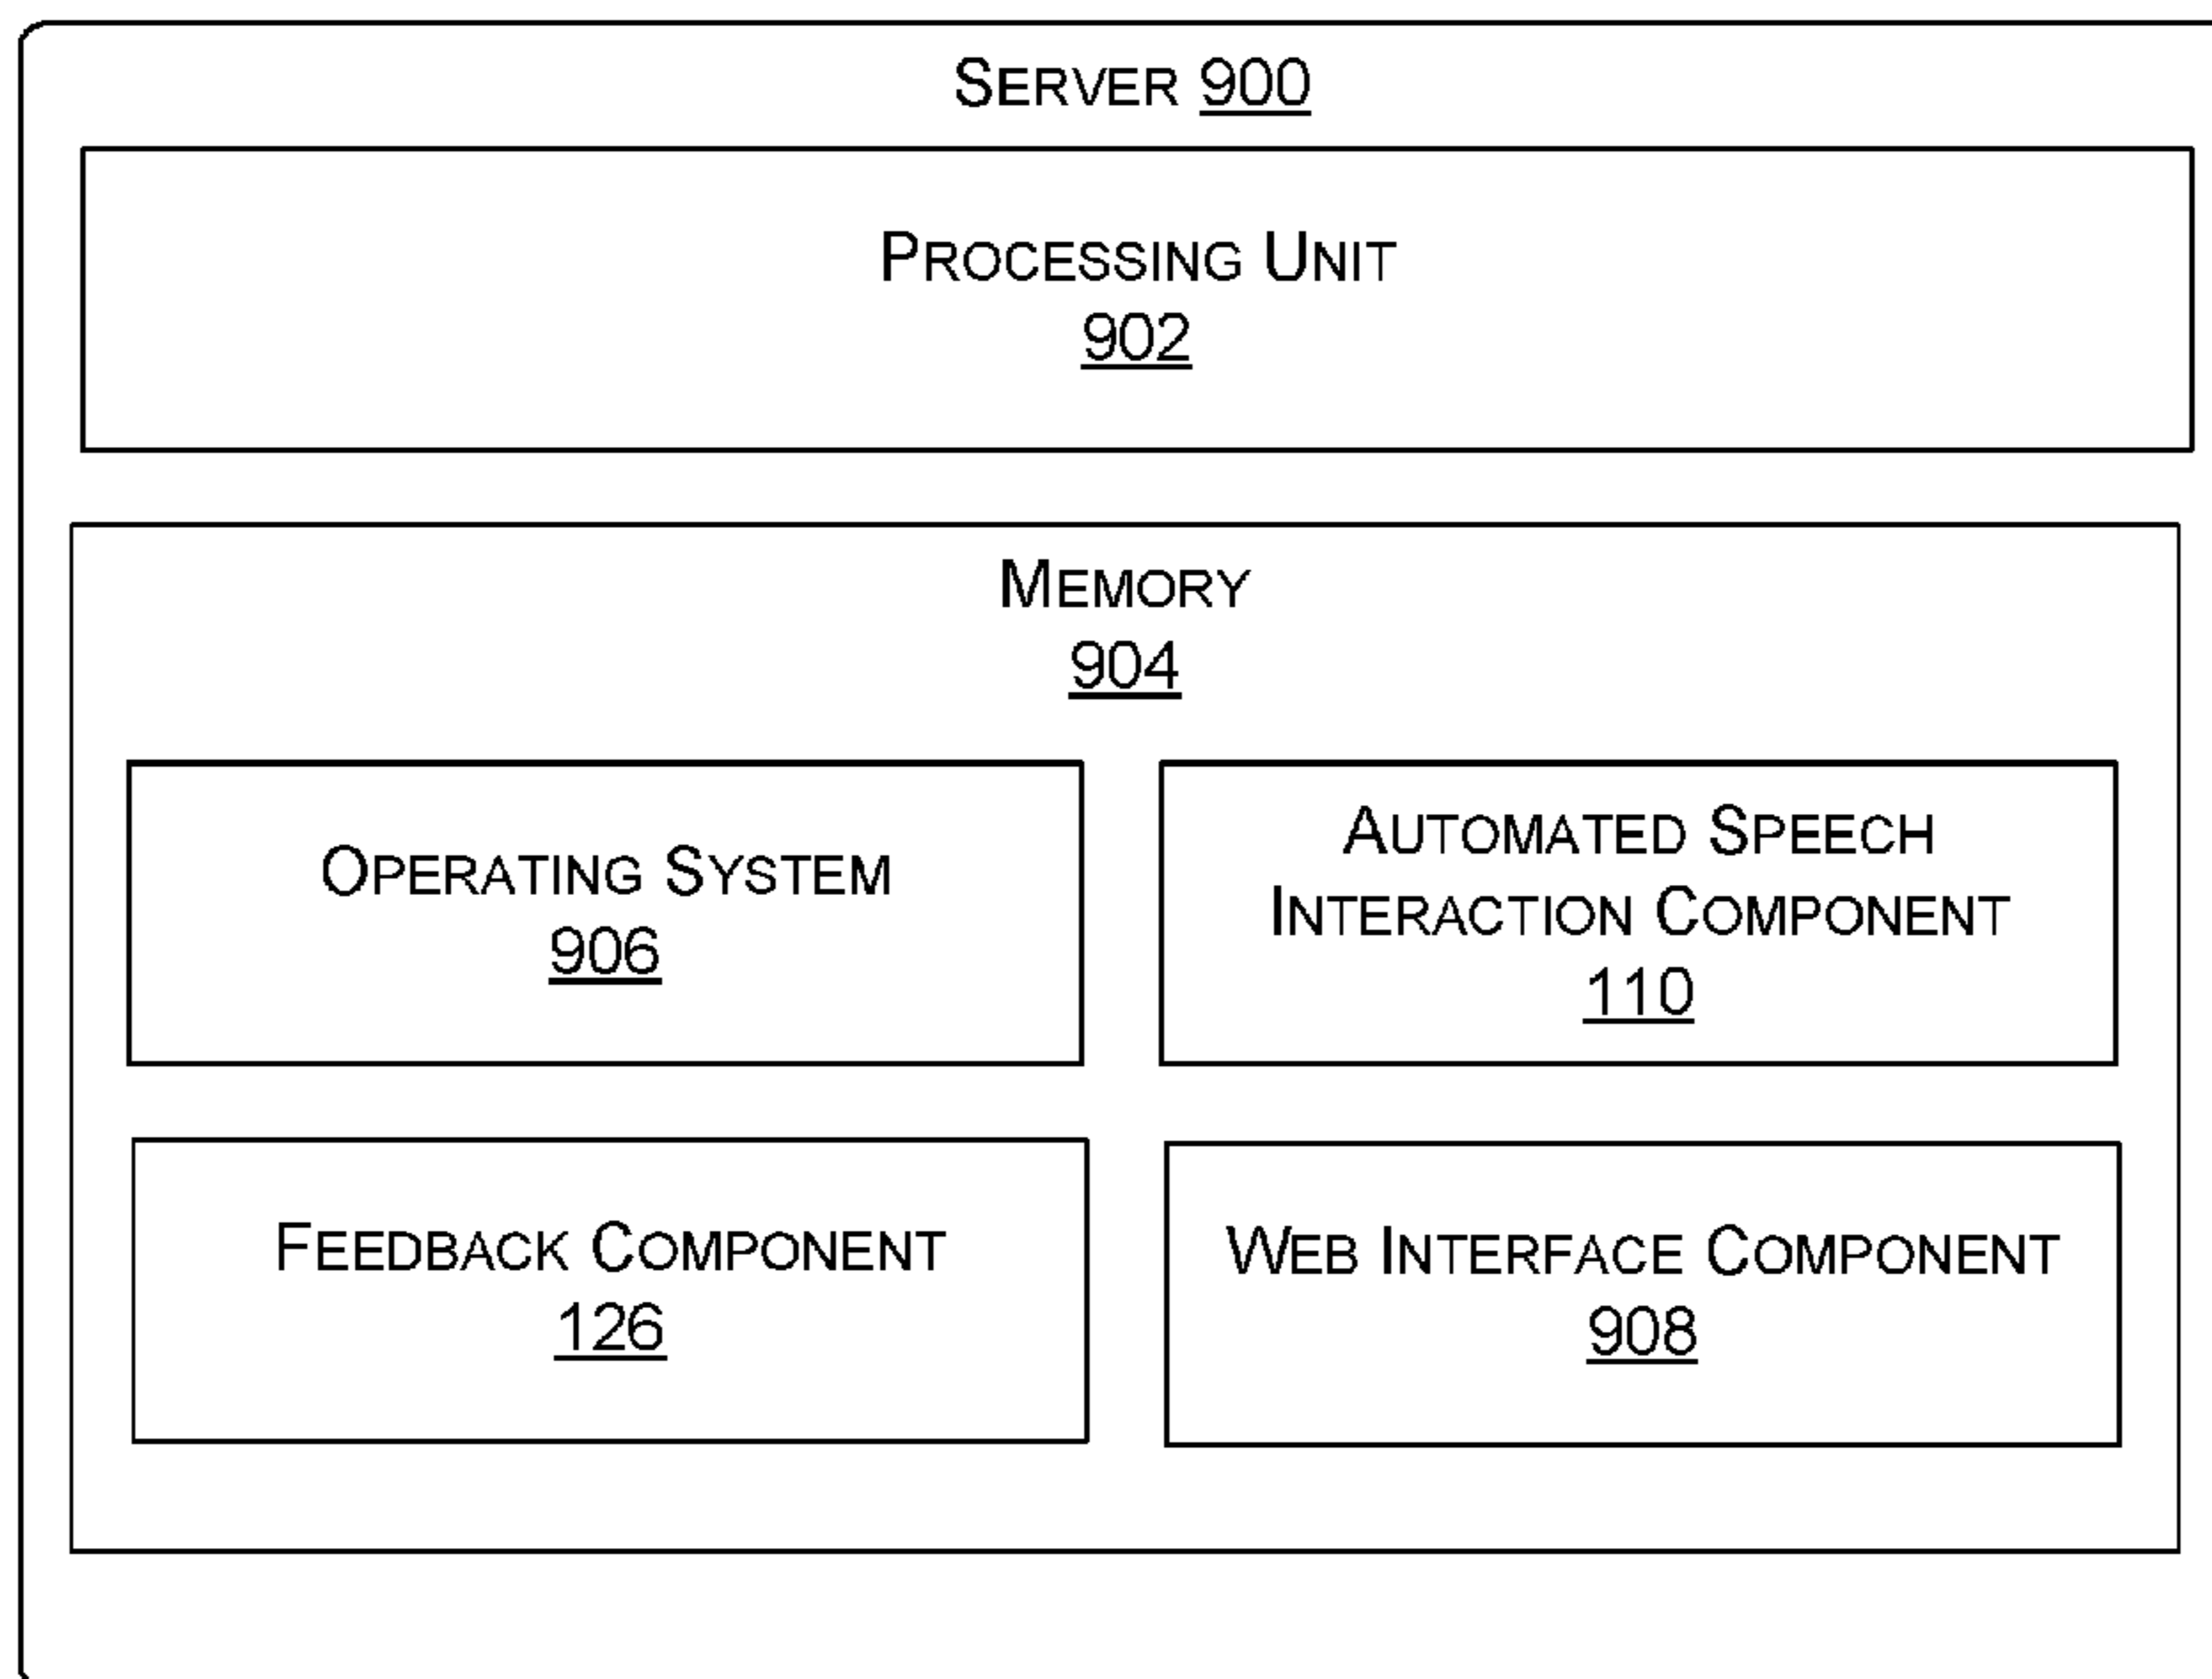 SERVER 900
PROCESSING UNIT
902
MEMORY
904
OPERATING SYSTEM
906
AUTOMATED SPEECH
INTERACTION COMPONENT
110
FEEDBACK COMPONENT
126
WEB INTERFACE COMPONENT
908